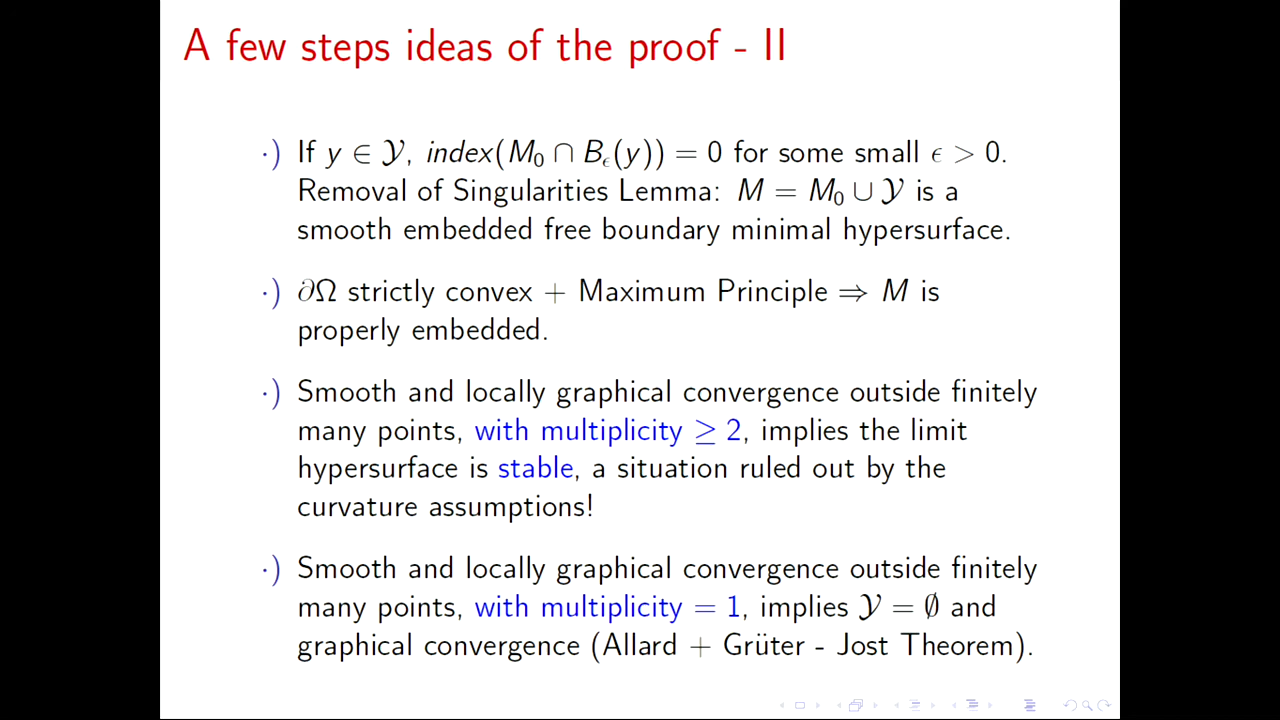 A few steps ideas of the proof - II
·) If y ∈ 𝒴, index(M₀ ∩ B_ϵ(y)) = 0 for some small ϵ > 0.
Removal of Singularities Lemma: M = M₀ ∪ 𝒴 is a
smooth embedded free boundary minimal hypersurface.
·) ∂Ω strictly convex + Maximum Principle ⇒ M is
properly embedded.
·) Smooth and locally graphical convergence outside finitely
many points, with multiplicity ≥ 2, implies the limit
hypersurface is stable, a situation ruled out by the
curvature assumptions!
·) Smooth and locally graphical convergence outside finitely
many points, with multiplicity = 1, implies 𝒴 = ∅ and
graphical convergence (Allard + Grüter - Jost Theorem).